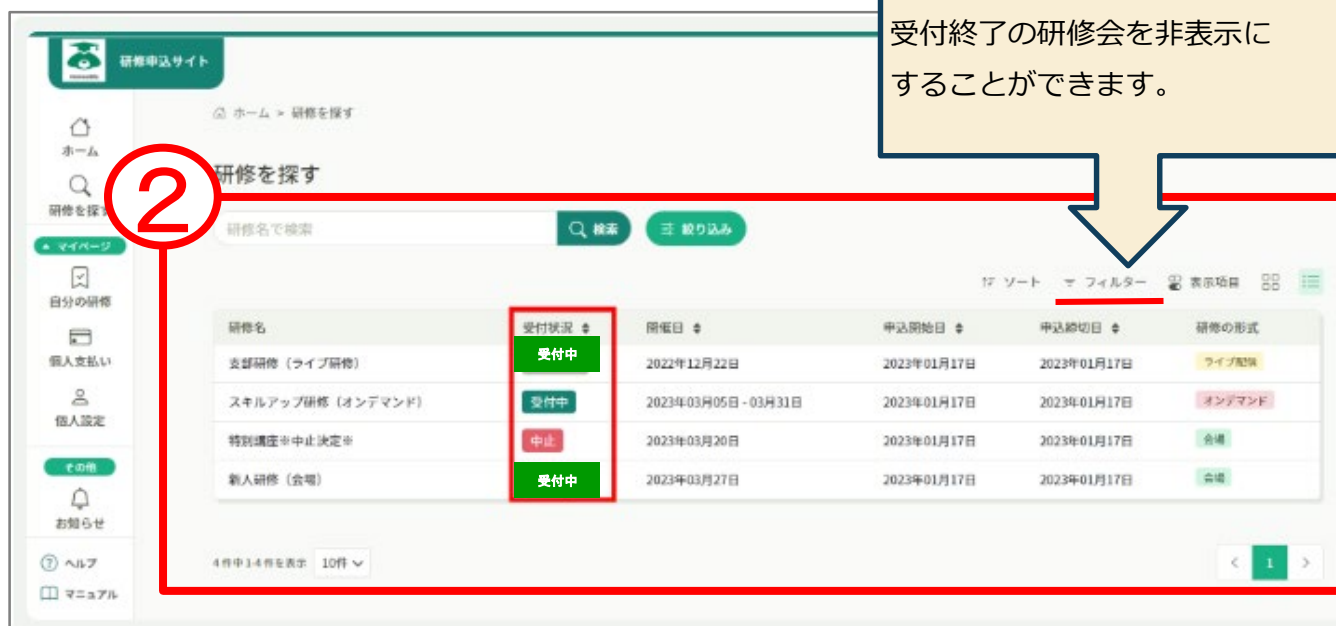 受付終了の研修会を非表示に
することができます。
研修申込サイト
ホーム > 研修を探す
ホーム
研修を探す
②
研修を探す
研修名で検索
検索
絞り込み
マイページ
自分の研修
個人支払い
個人設定
その他
お知らせ
ヘルプ
マニュアル
ソート フィルター 表示項目
研修名 受付状況 開催日 申込開始日 申込締切日 研修の形式
支部研修（ライブ研修） 受付中 2022年12月22日 2023年01月17日 2023年01月17日 ライブ配信
スキルアップ研修（オンデマンド） 受付中 2023年03月05日 - 03月31日 2023年01月17日 2023年01月17日 オンデマンド
特別講座※中止決定※ 中止 2023年03月20日 2023年01月17日 2023年01月17日 会場
新人研修（会場） 受付中 2023年03月27日 2023年01月17日 2023年01月17日 会場
4件中1-4件を表示 10件
< 1 >